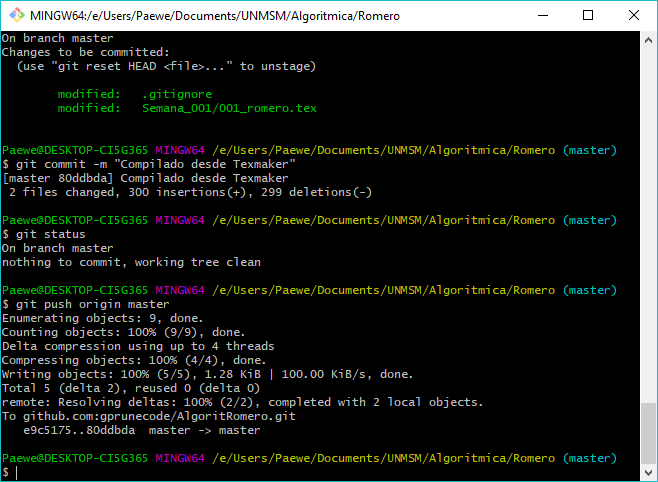 MINGW64:/e/Users/Paewe/Documents/UNMSM/Algoritmica/Romero
On branch master
Changes to be committed:
  (use "git reset HEAD <file>..." to unstage)
        modified:   .gitignore
        modified:   Semana_001/001_romero.tex
Paewe@DESKTOP-CI5G365 MINGW64 /e/Users/Paewe/Documents/UNMSM/Algoritmica/Romero (master)
$ git commit -m "Compilado desde Texmaker"
[master 80ddbda] Compilado desde Texmaker
 2 files changed, 300 insertions(+), 299 deletions(-)
Paewe@DESKTOP-CI5G365 MINGW64 /e/Users/Paewe/Documents/UNMSM/Algoritmica/Romero (master)
$ git status
On branch master
nothing to commit, working tree clean
Paewe@DESKTOP-CI5G365 MINGW64 /e/Users/Paewe/Documents/UNMSM/Algoritmica/Romero (master)
$ git push origin master
Enumerating objects: 9, done.
Counting objects: 100% (9/9), done.
Delta compression using up to 4 threads
Compressing objects: 100% (4/4), done.
Writing objects: 100% (5/5), 1.28 KiB | 100.00 KiB/s, done.
Total 5 (delta 2), reused 0 (delta 0)
remote: Resolving deltas: 100% (2/2), completed with 2 local objects.
To github.com:gprunecode/AlgoritRomero.git
   e9c5175..80ddbda  master -> master
Paewe@DESKTOP-CI5G365 MINGW64 /e/Users/Paewe/Documents/UNMSM/Algoritmica/Romero (master)
$